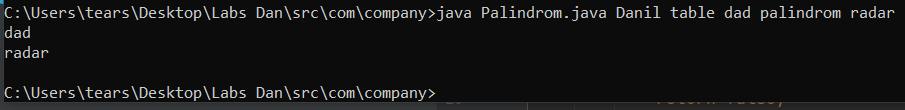 C:\Users\tears\Desktop\Labs Dan\src\com\company>java Palindrom.java Danil table dad palindrom radar
dad
radar
C:\Users\tears\Desktop\Labs Dan\src\com\company>